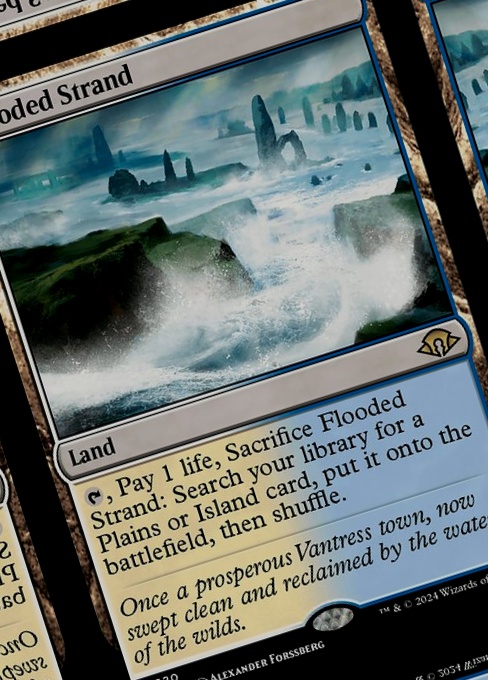 oded Strand
Land
, Pay 1 life, Sacrifice Flooded
Strand: Search your library for a
Plains or Island card, put it onto the
battlefield, then shuffle.
Once a prosperous Vantress town, now
swept clean and reclaimed by the wate
of the wilds.
ALEXANDER FORSSBERG
™ & © 2024 Wizards of